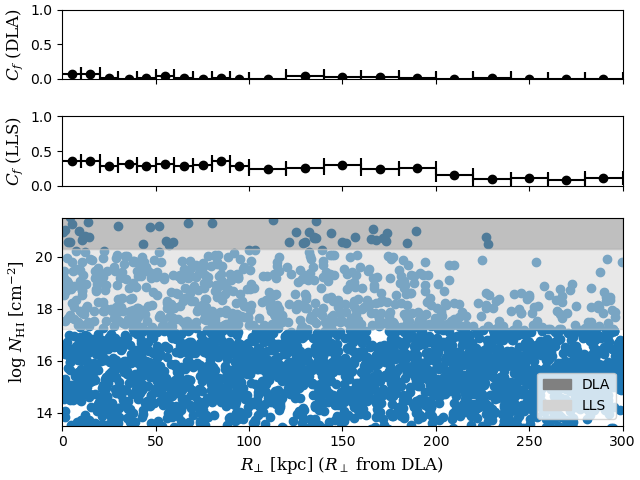 1.0
0.5
0.0
C_f (DLA)
1.0
0.5
0.0
C_f (LLS)
20
18
16
14
log N_HI [cm⁻²]
DLA
LLS
0 50 100 150 200 250 300
R_⊥ [kpc] (R_⊥ from DLA)